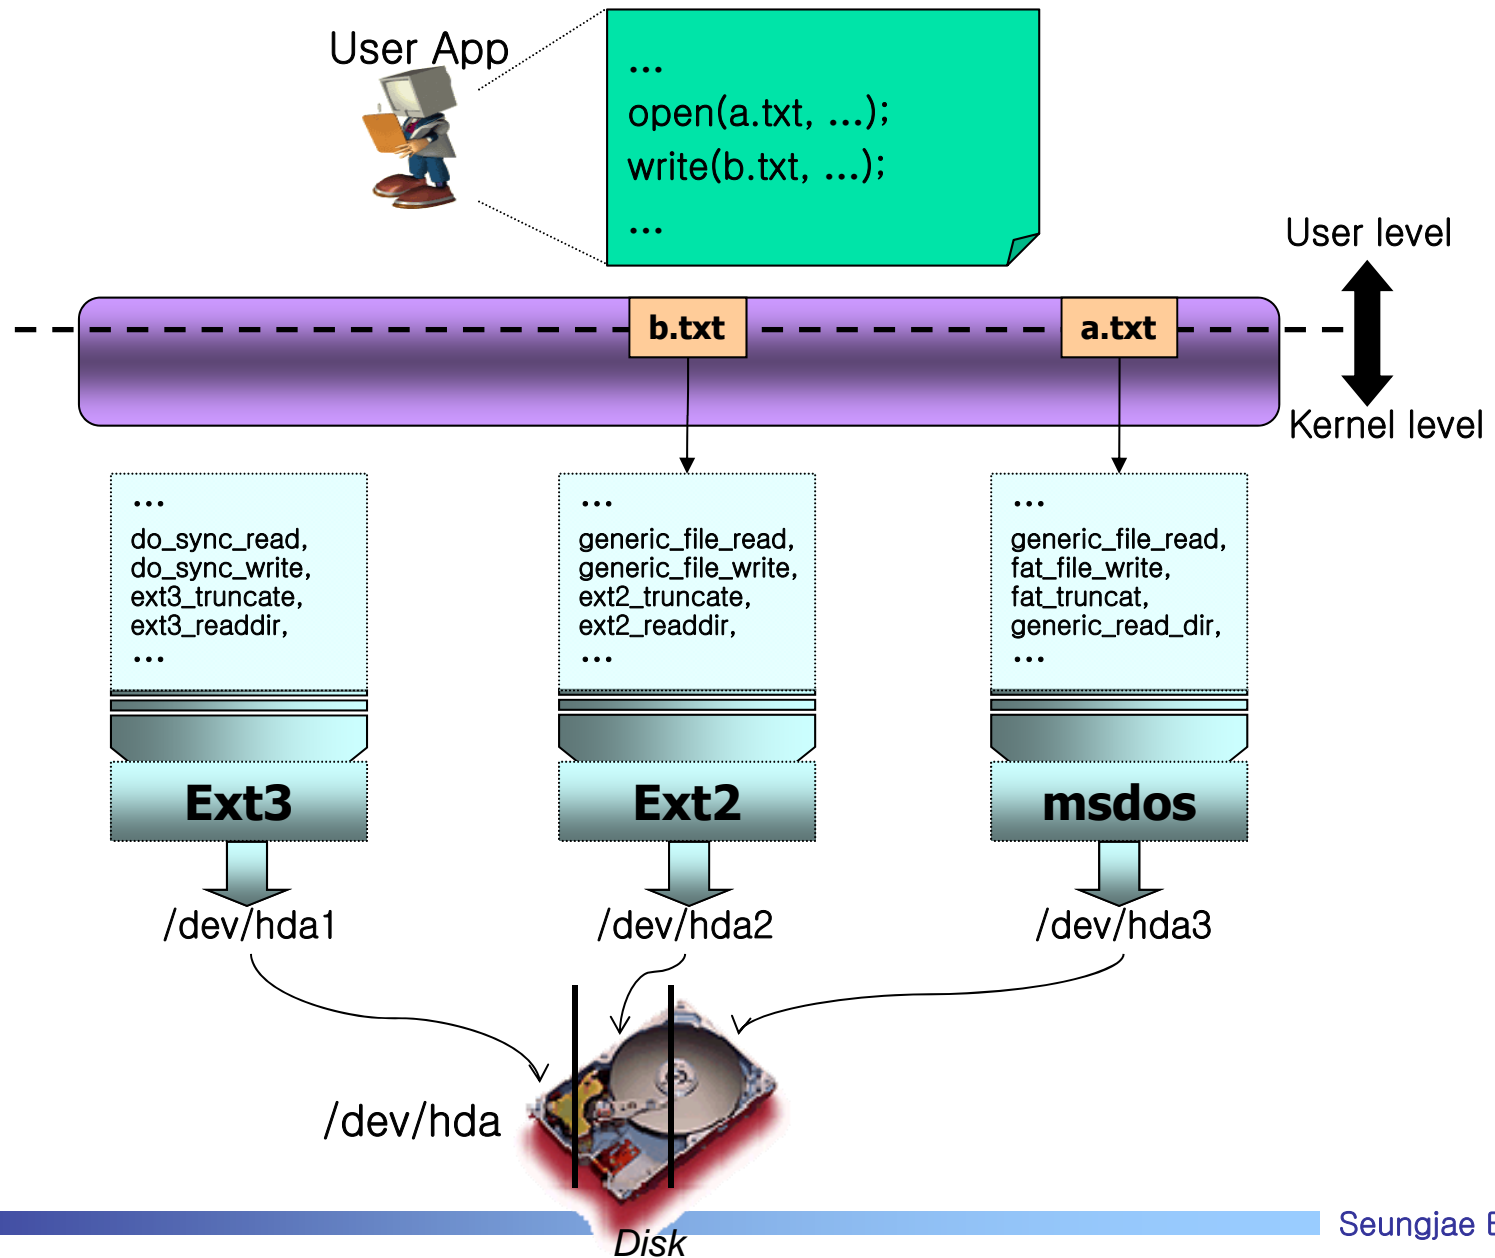 User App
...
open(a.txt, ...);
write(b.txt, ...);
...
User level
b.txt
a.txt
Kernel level
...
do_sync_read,
do_sync_write,
ext3_truncate,
ext3_readdir,
...
Ext3
/dev/hda1
...
generic_file_read,
generic_file_write,
ext2_truncate,
ext2_readdir,
...
Ext2
/dev/hda2
...
generic_file_read,
fat_file_write,
fat_truncat,
generic_read_dir,
...
msdos
/dev/hda3
/dev/hda
Disk
Seungjae